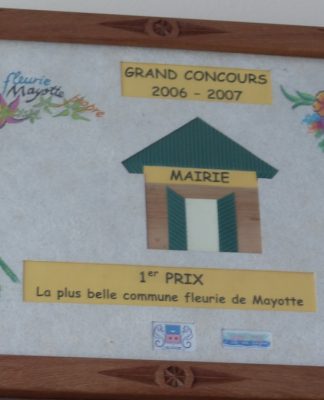 fleurie
Mayotte
GRAND CONCOURS
2006 - 2007
MAIRIE
1er PRIX
La plus belle commune fleurie de Mayotte